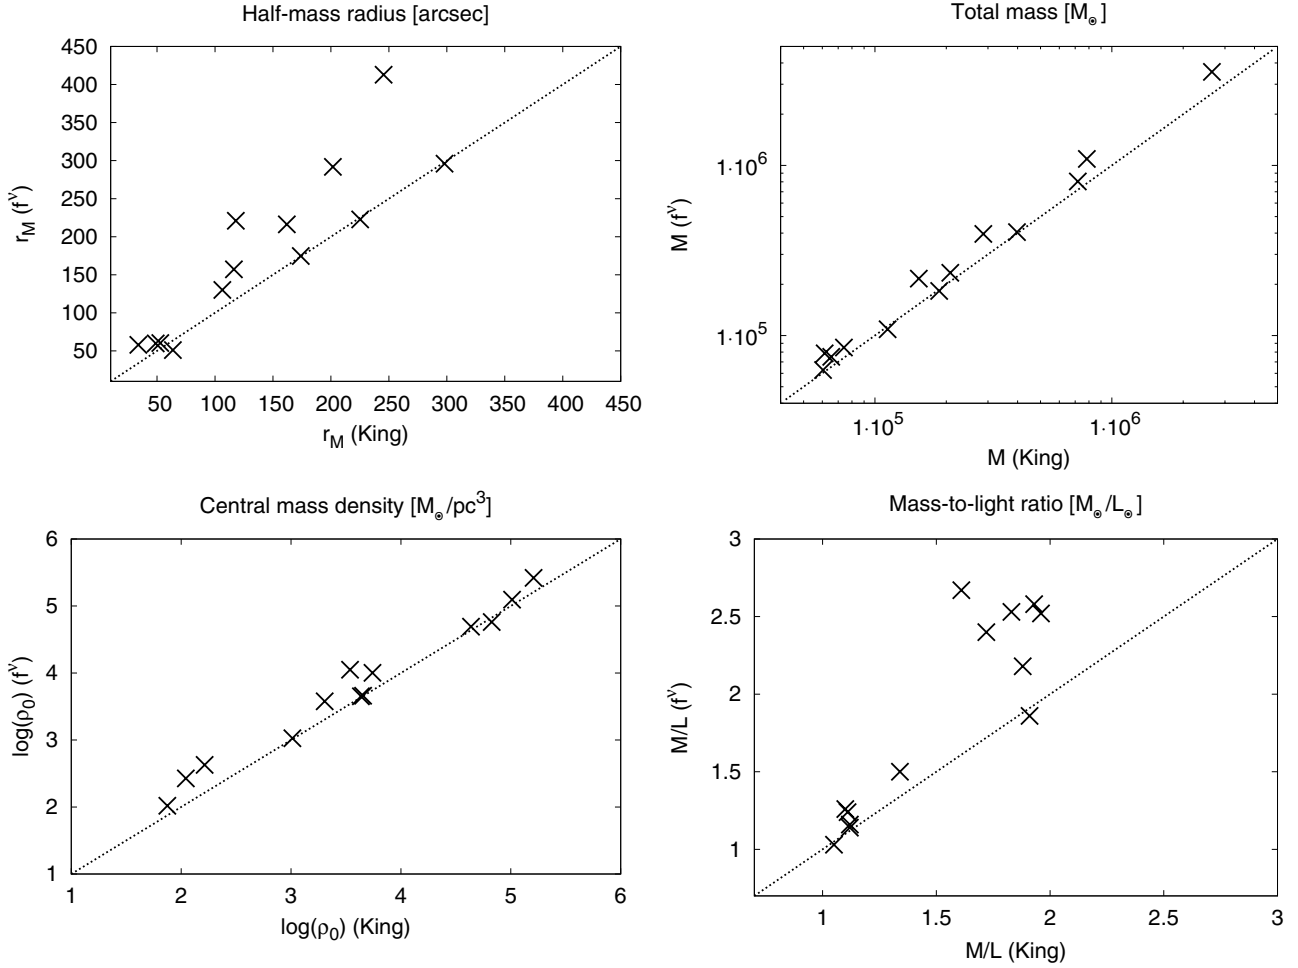 Half-mass radius [arcsec]
450
400
350
300
250
200
150
100
50
50 100 150 200 250 300 350 400 450
r_M (f^ν)
r_M (King)
Total mass [M_⊙]
1·10^6
1·10^5
1·10^5 1·10^6
M (f^ν)
M (King)
Central mass density [M_⊙/pc^3]
6
5
4
3
2
1
1 2 3 4 5 6
log(ρ_0) (f^ν)
log(ρ_0) (King)
Mass-to-light ratio [M_⊙/L_⊙]
3
2.5
2
1.5
1
1 1.5 2 2.5 3
M/L (f^ν)
M/L (King)